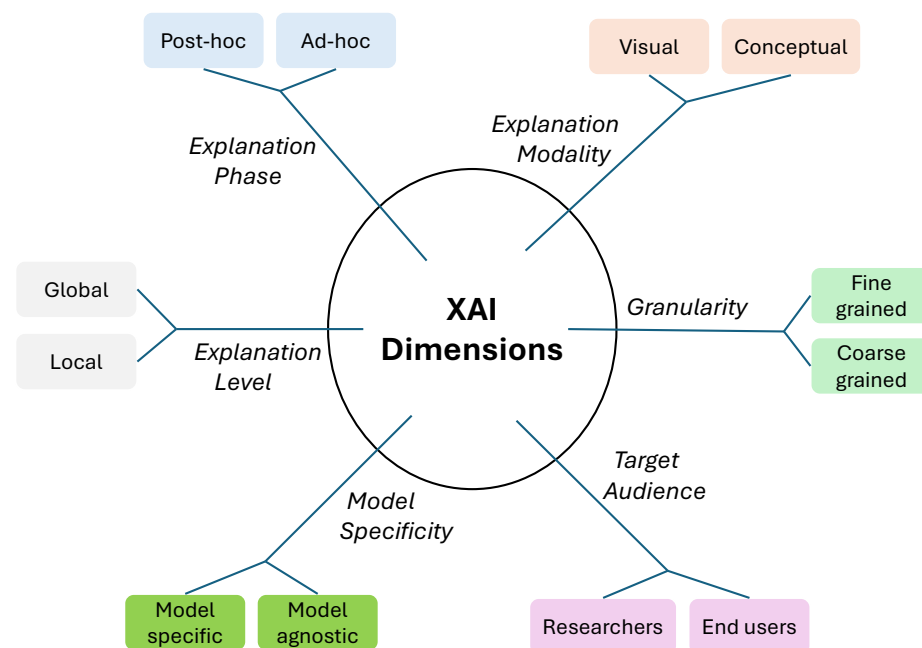 Post-hoc
Ad-hoc
Visual
Conceptual
Explanation
Phase
Explanation
Modality
Global
Local
Explanation
Level
XAI
Dimensions
Granularity
Fine
grained
Coarse
grained
Model
Specificity
Target
Audience
Model
specific
Model
agnostic
Researchers
End users